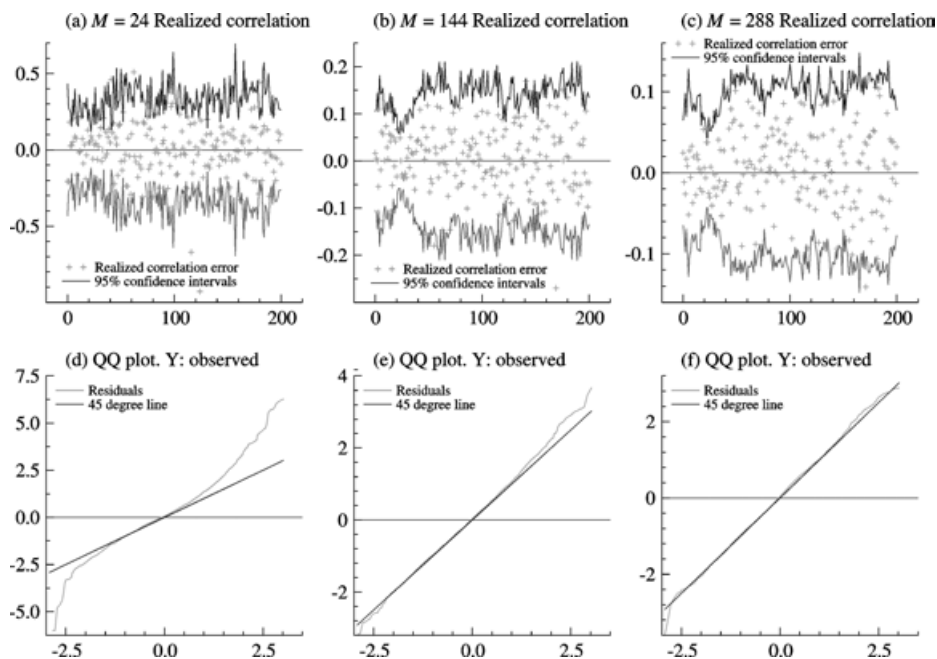 (a) M = 24 Realized correlation
0.5
0.0
-0.5
Realized correlation error
95% confidence intervals
0 100 200
(b) M = 144 Realized correlation
0.2
0.1
0.0
-0.1
-0.2
Realized correlation error
95% confidence intervals
0 100 200
(c) M = 288 Realized correlation
Realized correlation error
95% confidence intervals
0.1
0.0
-0.1
0 100 200
(d) QQ plot. Y: observed
7.5
Residuals
45 degree line
5.0
2.5
0.0
-2.5
-5.0
-2.5 0.0 2.5
(e) QQ plot. Y: observed
4
Residuals
45 degree line
2
0
-2
-2.5 0.0 2.5
(f) QQ plot. Y: observed
Residuals
45 degree line
2
0
-2
-2.5 0.0 2.5